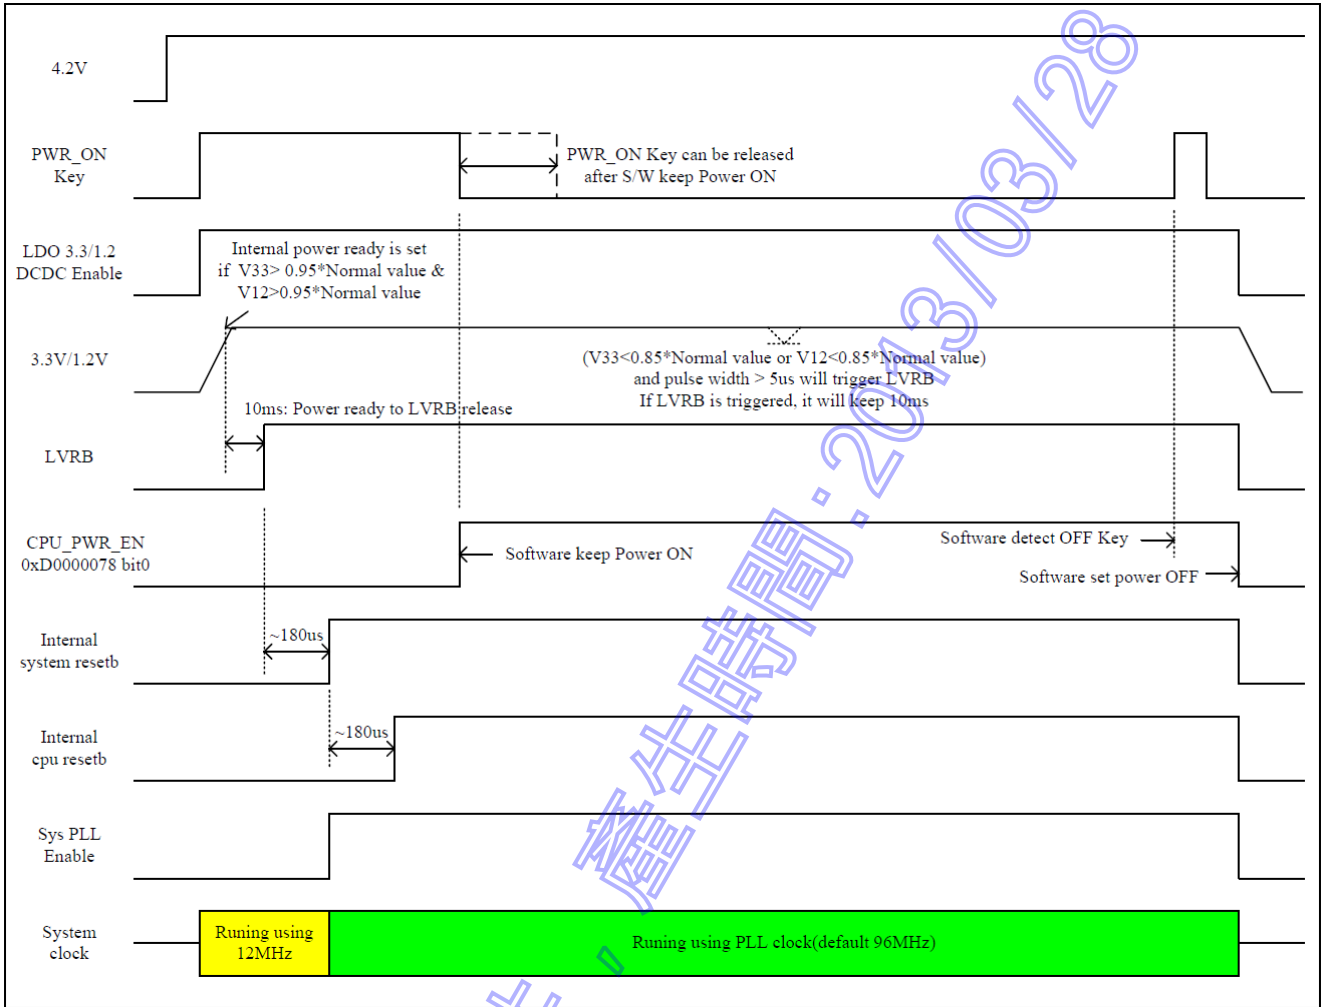 4.2V
PWR_ON
Key
PWR_ON Key can be released
after S/W keep Power ON
LDO 3.3/1.2
DCDC Enable
Internal power ready is set
if V33> 0.95*Normal value &
V12>0.95*Normal value
3.3V/1.2V
(V33<0.85*Normal value or V12<0.85*Normal value)
and pulse width > 5us will trigger LVRB
If LVRB is triggered, it will keep 10ms
10ms: Power ready to LVRB release
LVRB
CPU_PWR_EN
0xD0000078 bit0
Software keep Power ON
Software detect OFF Key
Software set power OFF
Internal
system resetb
~180us
Internal
cpu resetb
~180us
Sys PLL
Enable
System
clock
Runing using
12MHz
Runing using PLL clock(default 96MHz)
產生時間:2013/03/28